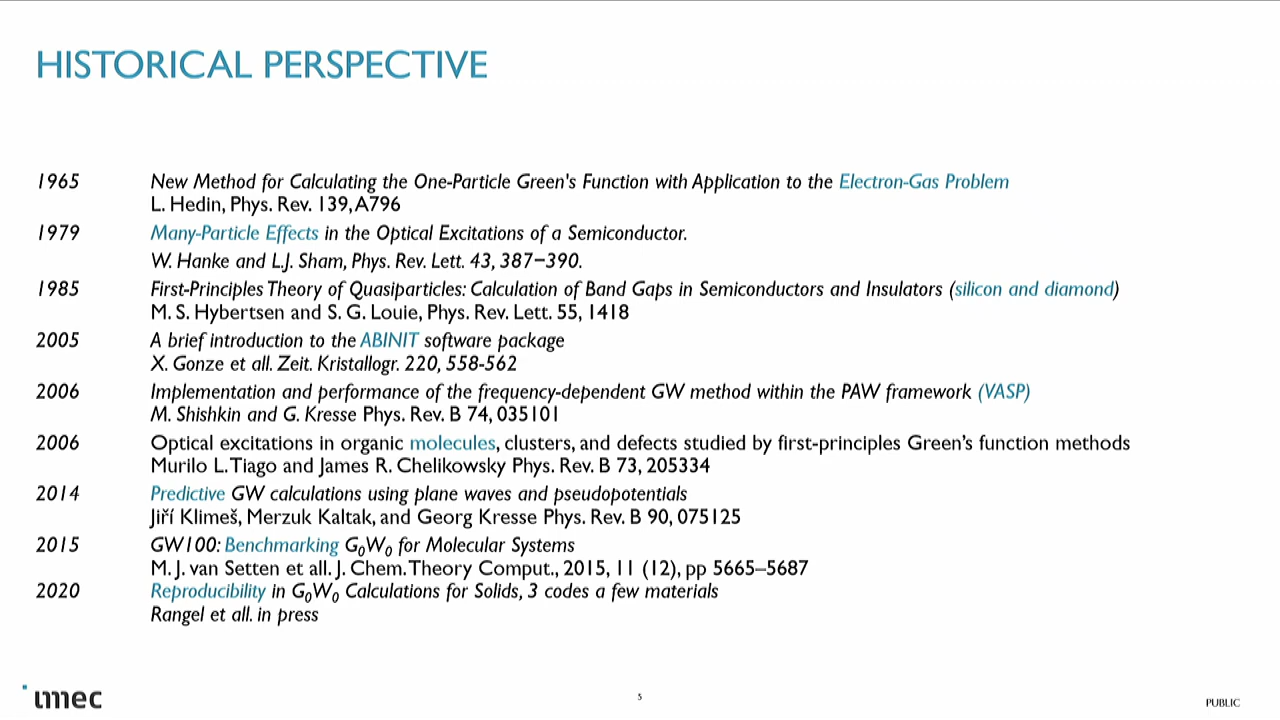 HISTORICAL PERSPECTIVE
1965 New Method for Calculating the One-Particle Green's Function with Application to the Electron-Gas Problem
L. Hedin, Phys. Rev. 139, A796
1979 Many-Particle Effects in the Optical Excitations of a Semiconductor.
W. Hanke and L.J. Sham, Phys. Rev. Lett. 43, 387–390.
1985 First-Principles Theory of Quasiparticles: Calculation of Band Gaps in Semiconductors and Insulators (silicon and diamond)
M. S. Hybertsen and S. G. Louie, Phys. Rev. Lett. 55, 1418
2005 A brief introduction to the ABINIT software package
X. Gonze et all. Zeit. Kristallogr. 220, 558-562
2006 Implementation and performance of the frequency-dependent GW method within the PAW framework (VASP)
M. Shishkin and G. Kresse Phys. Rev. B 74, 035101
2006 Optical excitations in organic molecules, clusters, and defects studied by first-principles Green’s function methods
Murilo L. Tiago and James R. Chelikowsky Phys. Rev. B 73, 205334
2014 Predictive GW calculations using plane waves and pseudopotentials
Jiří Klimeš, Merzuk Kaltak, and Georg Kresse Phys. Rev. B 90, 075125
2015 GW100: Benchmarking G₀W₀ for Molecular Systems
M. J. van Setten et all. J. Chem. Theory Comput., 2015, 11 (12), pp 5665–5687
2020 Reproducibility in G₀W₀ Calculations for Solids, 3 codes a few materials
Rangel et all. in press
imec
5
PUBLIC